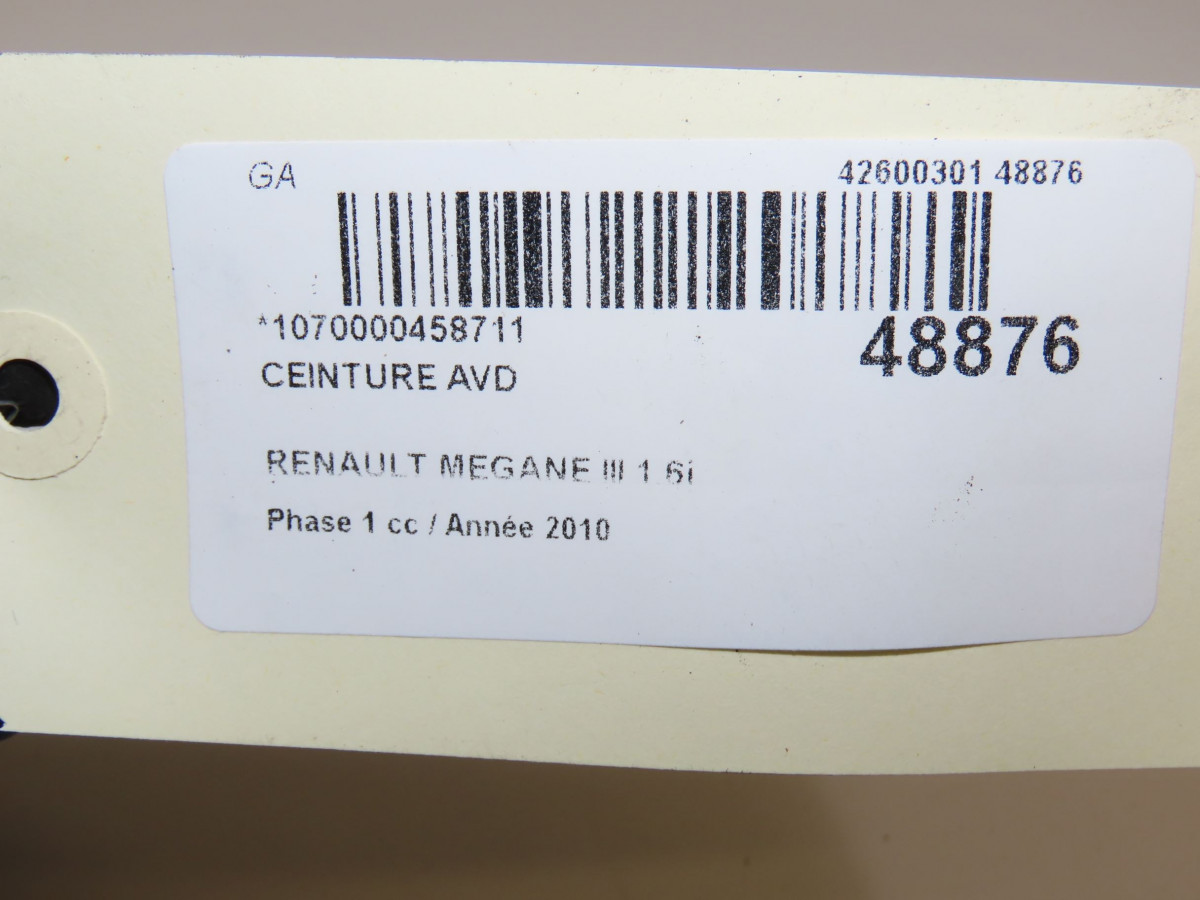 GA 42600301 48876
*1070000458711
48876
CEINTURE AVD
RENAULT MEGANE III 1.6i
Phase 1 cc / Année 2010